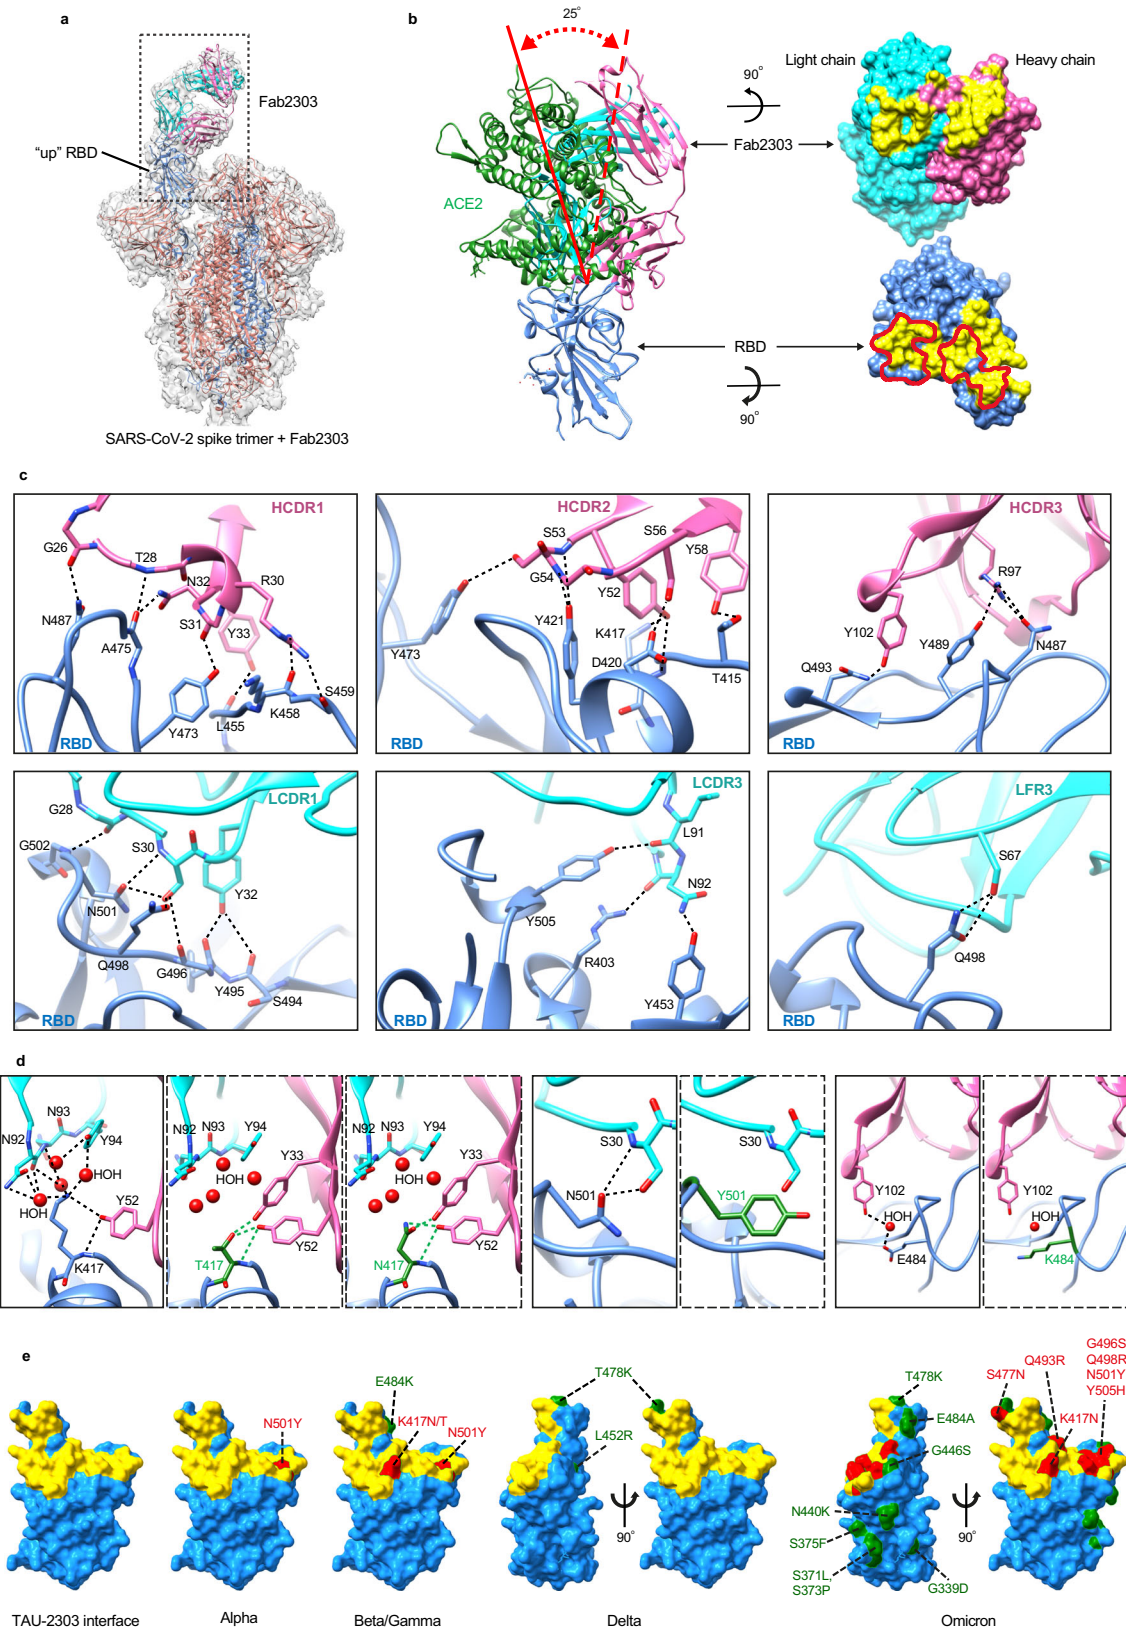 a
Fab2303
"up" RBD
SARS-CoV-2 spike trimer + Fab2303
b
25°
ACE2
90°
Fab2303
RBD
90°
Light chain
Heavy chain
c
HCDR1
G26
T28
N32
R30
N487
S31
Y33
A475
S459
K458
L455
Y473
RBD
HCDR2
S53
S56
Y58
G54
Y52
Y421
K417
Y473
D420
T415
RBD
HCDR3
R97
Y102
Y489
N487
Q493
RBD
LCDR1
G28
G502
S30
Y32
N501
Q498
G496
Y495
S494
RBD
LCDR3
L91
N92
Y505
R403
Y453
RBD
LFR3
S67
Q498
RBD
d
N93
N92
Y94
HOH
Y52
HOH
K417
N92
N93
Y94
Y33
HOH
Y52
T417
N92
N93
Y94
Y33
HOH
Y52
N417
S30
N501
S30
Y501
Y102
HOH
E484
Y102
HOH
K484
e
TAU-2303 interface
N501Y
Alpha
E484K
K417N/T
N501Y
Beta/Gamma
T478K
L452R
90°
Delta
T478K
E484A
G446S
N440K
S375F
S371L,
S373P
G339D
90°
S477N
Q493R
K417N
G496S
Q498R
N501Y
Y505H
Omicron